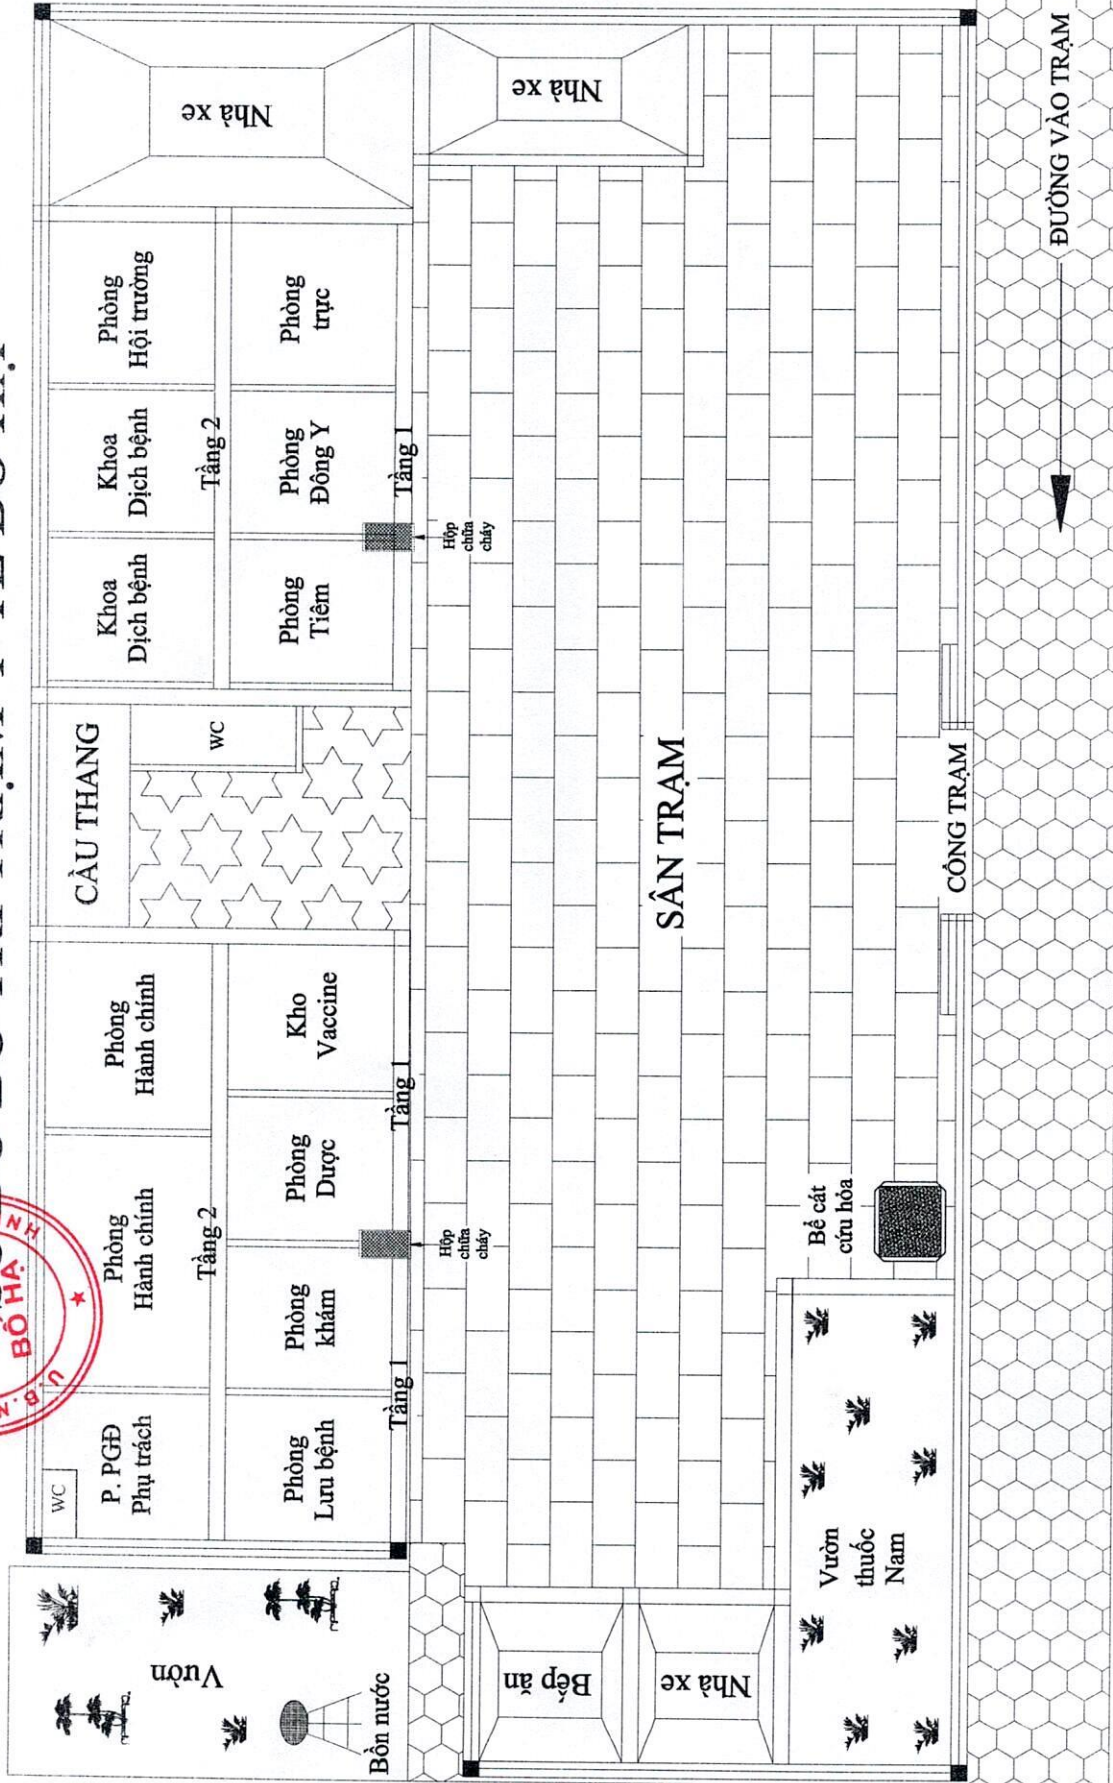 BỐ HẠ
U.B.N
WC
P. PGĐ
Phụ trách
Phòng
Hành chính
Phòng
Hành chính
CẦU THANG
Khoa
Dịch bệnh
Khoa
Dịch bệnh
Phòng
Hội trường
Nhà xe
Vườn
Tầng 2
WC
Tầng 2
Bồn nước
Phòng
Lưu bệnh
Phòng
khám
Phòng
Dược
Kho
Vaccine
Phòng
Tiêm
Phòng
Đông Y
Phòng
trực
Tầng 1
Tầng 1
Tầng 1
Hộp
chữa
cháy
Hộp
chữa
cháy
Nhà xe
Bếp ăn
Nhà xe
SÂN TRẠM
Vườn
thuốc
Nam
Bể cát
cứu hỏa
CỔNG TRẠM
ĐƯỜNG VÀO TRẠM